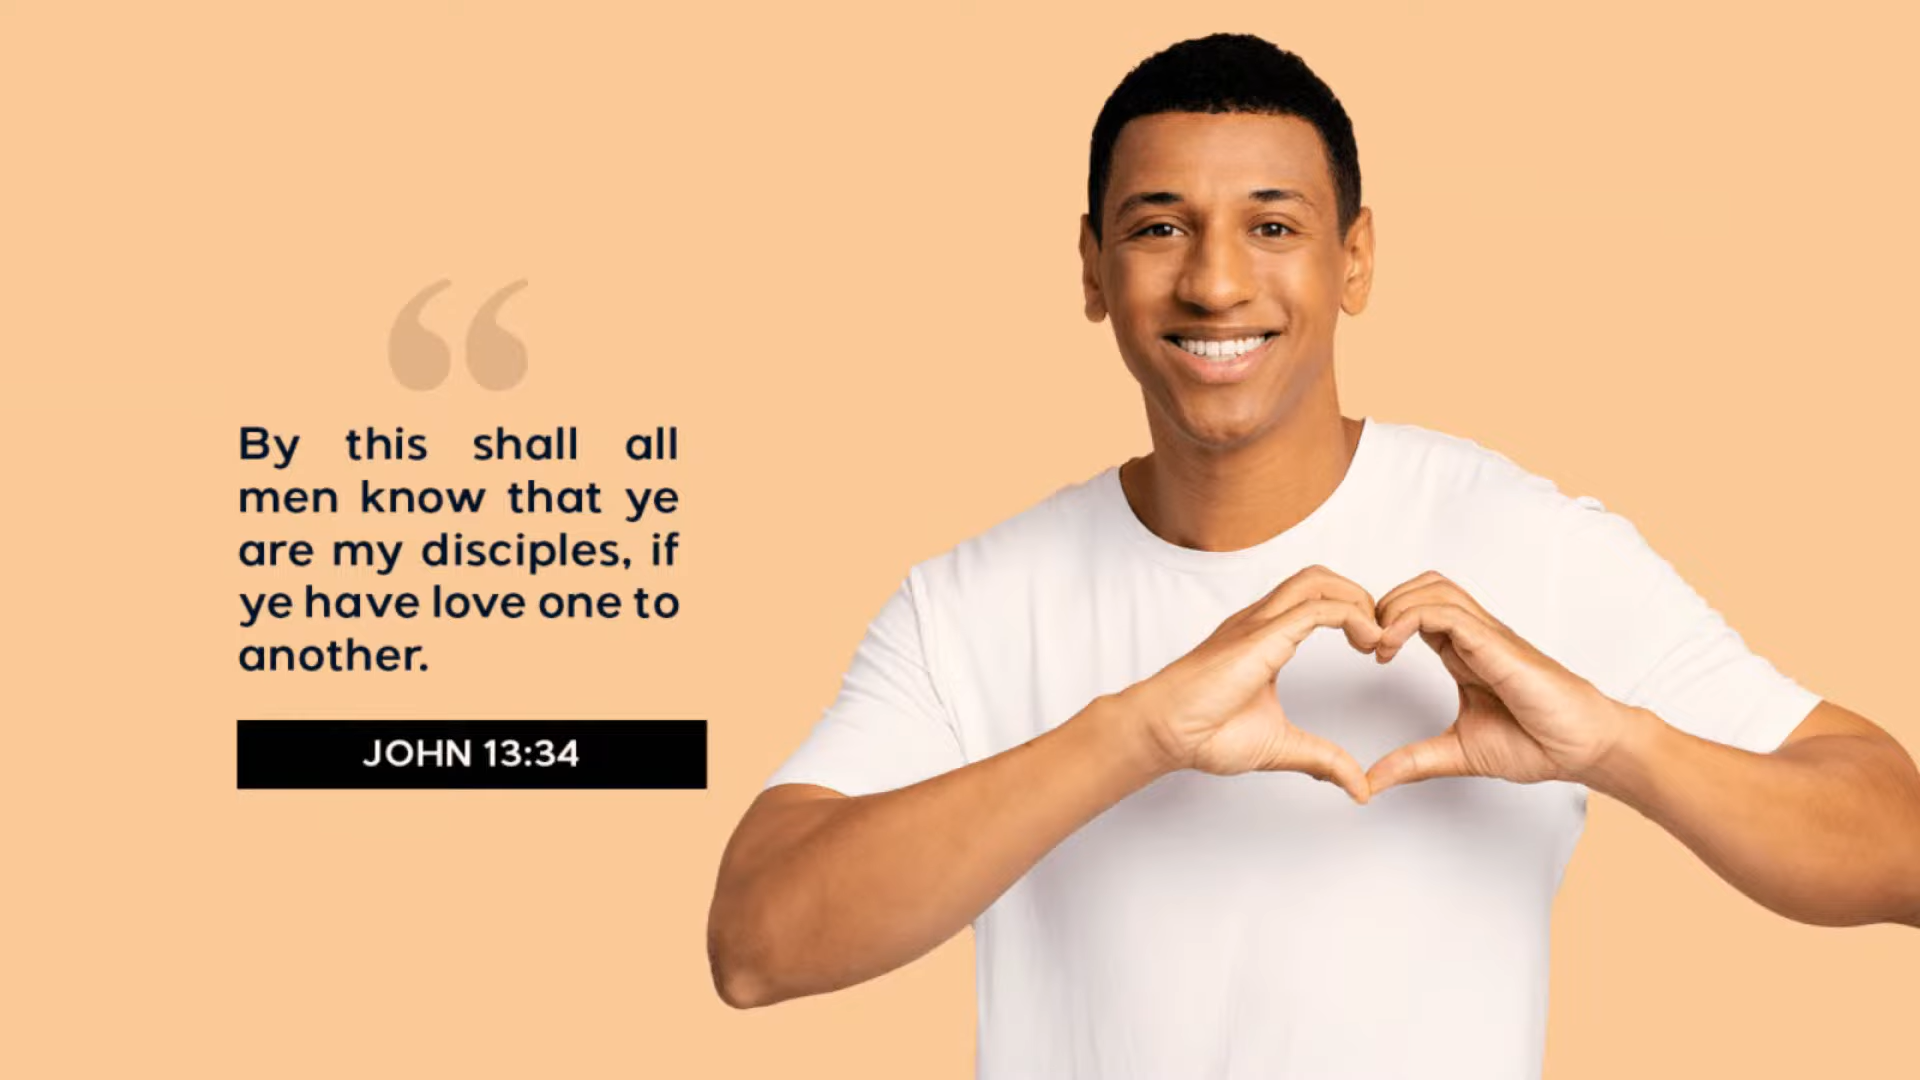 “
By this shall all
men know that ye
are my disciples, if
ye have love one to
another.
JOHN 13:34